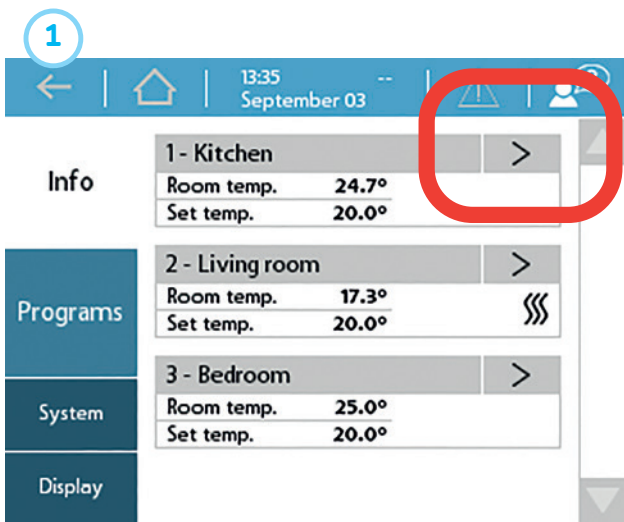 1
13:35 --
September 03
?
Info
1 - Kitchen >
Room temp. 24.7°
Set temp. 20.0°
Programs
2 - Living room >
Room temp. 17.3°
Set temp. 20.0°
System
3 - Bedroom >
Room temp. 25.0°
Set temp. 20.0°
Display